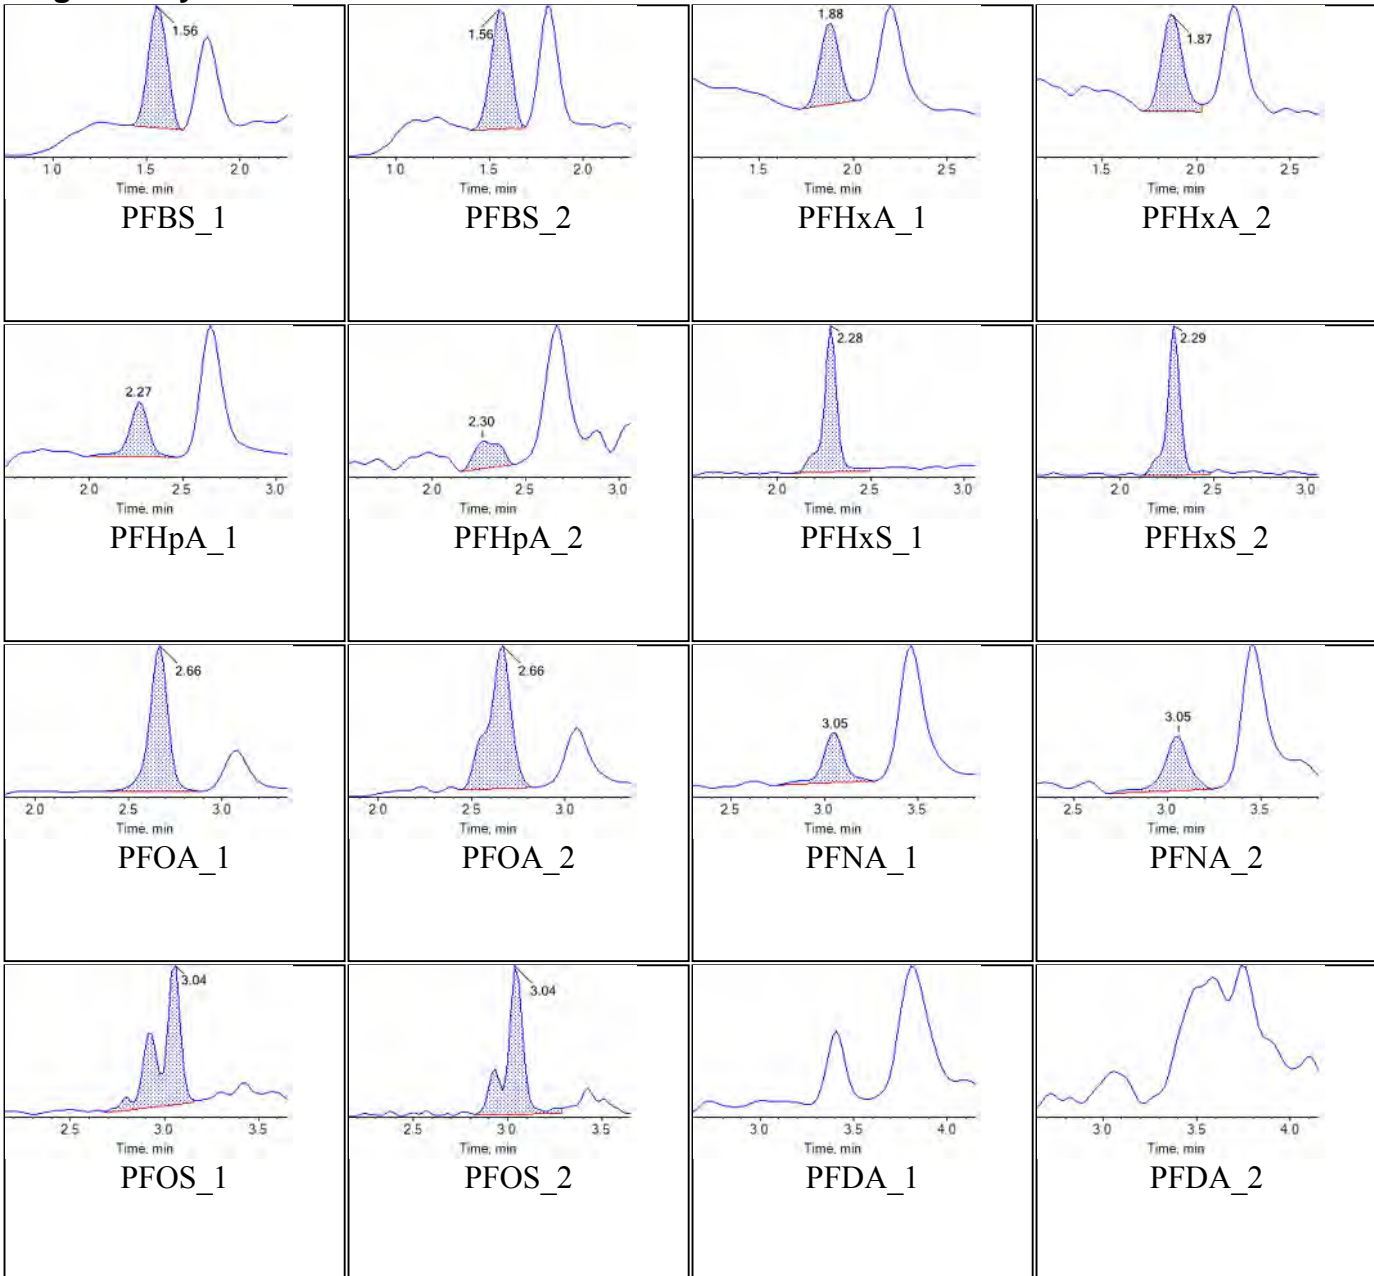 1.56
1.0 1.5 2.0
Time, min
PFBS_1
1.56
1.0 1.5 2.0
Time, min
PFBS_2
1.88
1.5 2.0 2.5
Time, min
PFHxA_1
1.87
1.5 2.0 2.5
Time, min
PFHxA_2
2.27
2.0 2.5 3.0
Time, min
PFHpA_1
2.30
2.0 2.5 3.0
Time, min
PFHpA_2
2.28
2.0 2.5 3.0
Time, min
PFHxS_1
2.29
2.0 2.5 3.0
Time, min
PFHxS_2
2.66
2.0 2.5 3.0
Time, min
PFOA_1
2.66
2.0 2.5 3.0
Time, min
PFOA_2
3.05
2.5 3.0 3.5
Time, min
PFNA_1
3.05
2.5 3.0 3.5
Time, min
PFNA_2
3.04
2.5 3.0 3.5
Time, min
PFOS_1
3.04
2.5 3.0 3.5
Time, min
PFOS_2
3.0 3.5 4.0
Time, min
PFDA_1
3.0 3.5 4.0
Time, min
PFDA_2